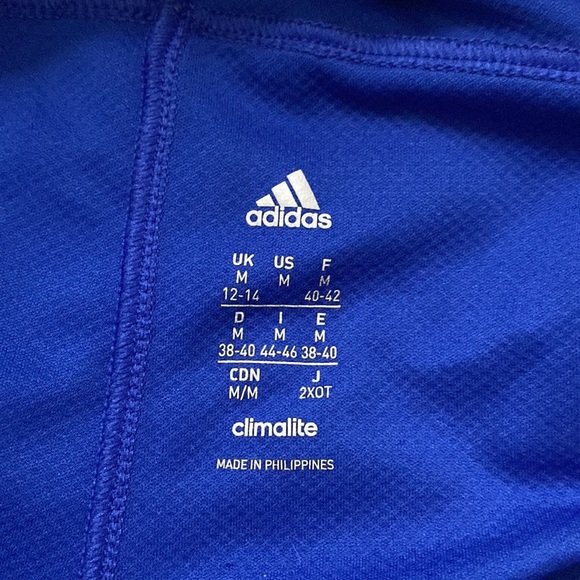 adidas
UK US F
M M M
12-14 40-42
D I E
M M M
38-40 44-46 38-40
CDN J
M/M 2XOT
climalite
MADE IN PHILIPPINES